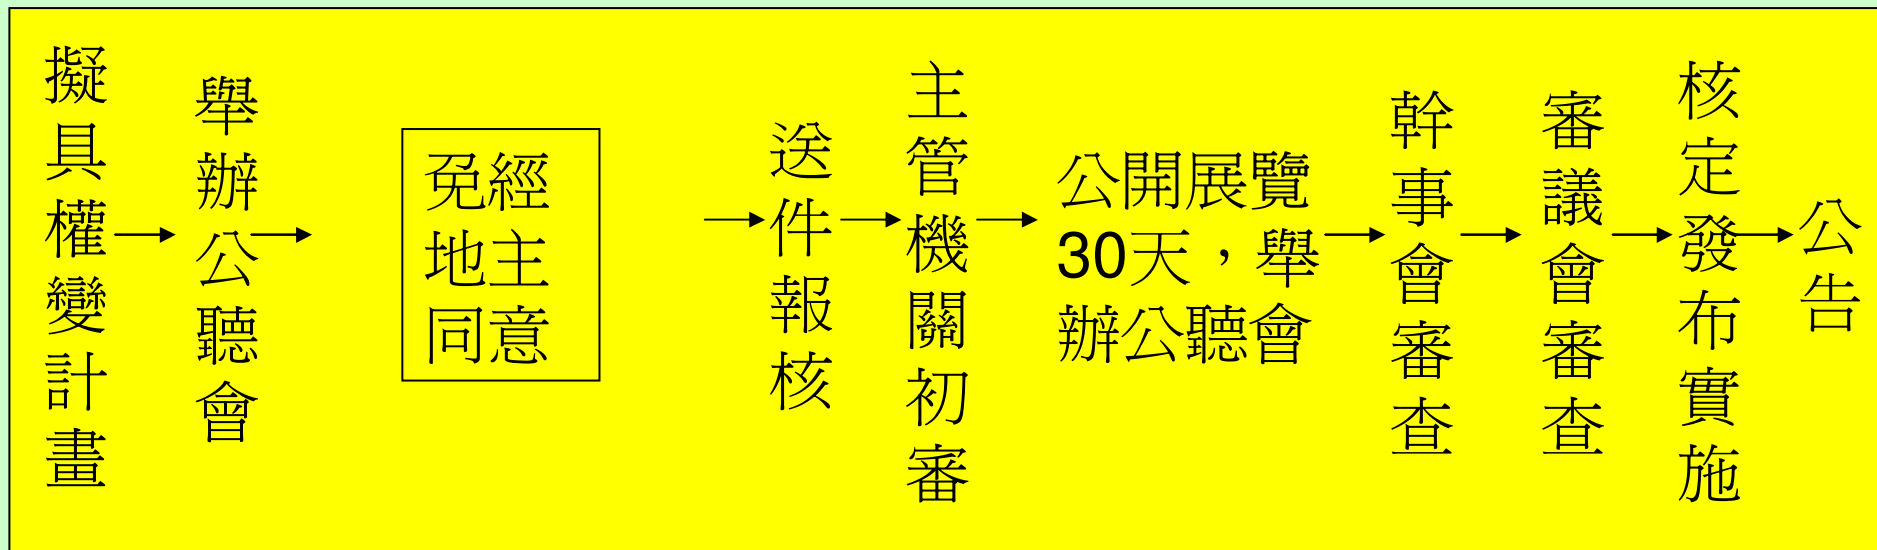 擬具權變計畫
舉辦公聽會
免經
地主
同意
送件報核
主管機關初審
公開展覽
30天，舉
辦公聽會
幹事會審查
審議會審查
核定發布實施
公告